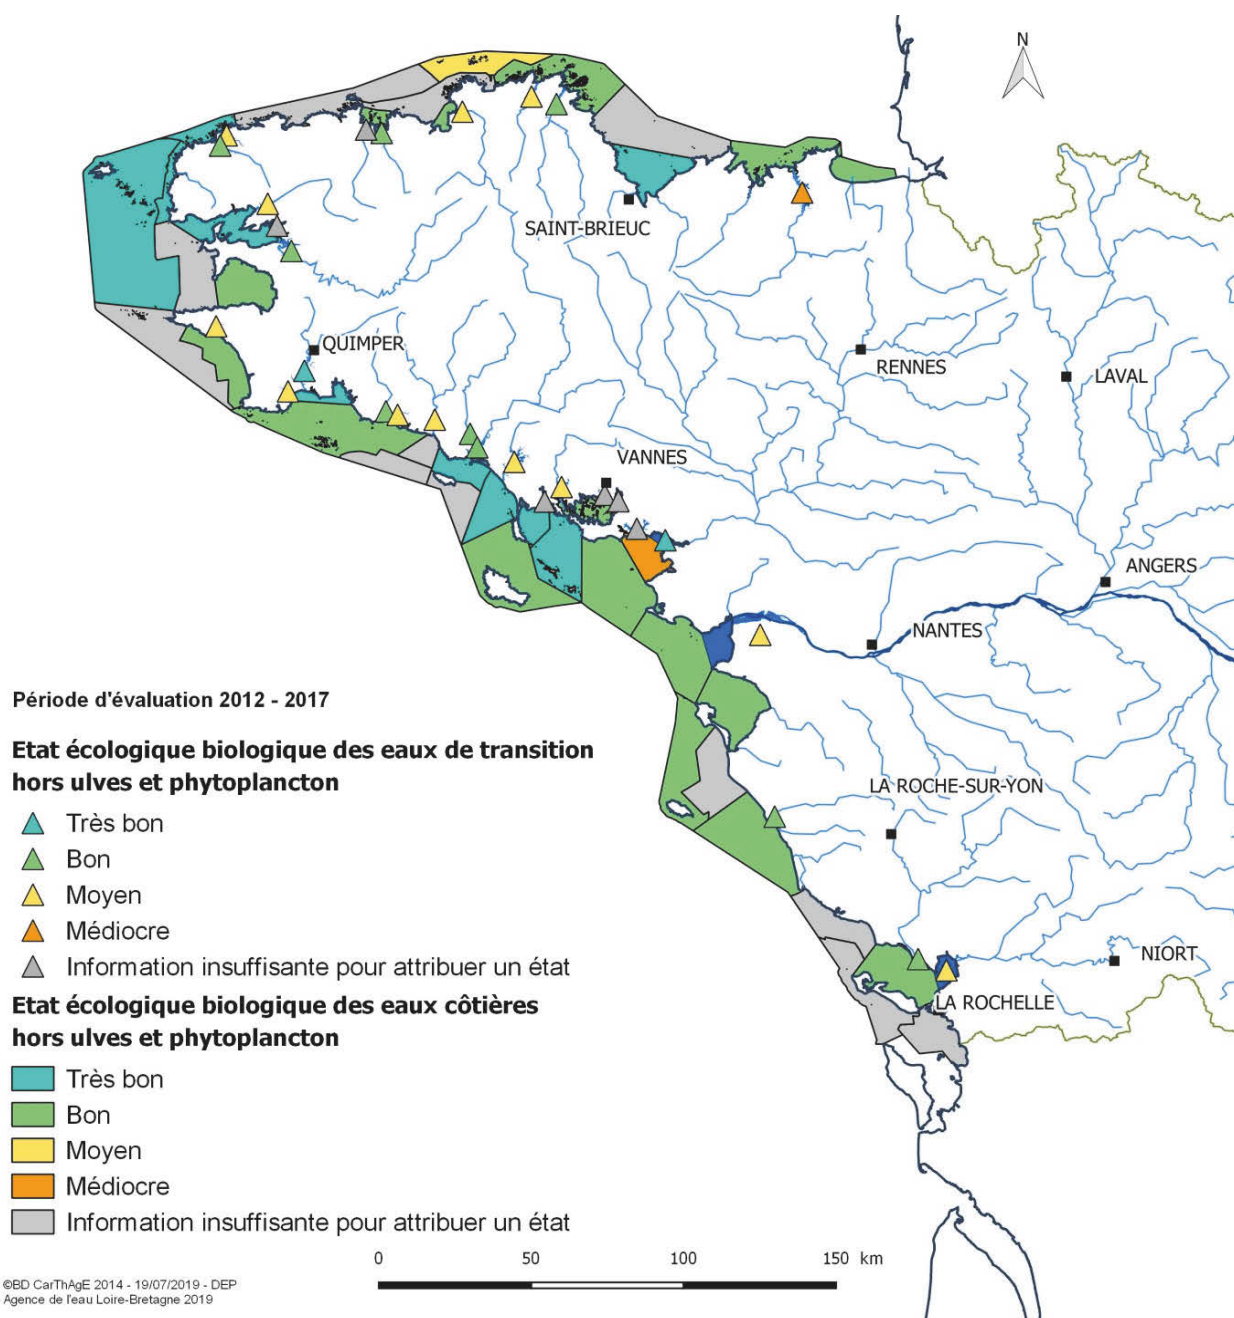 N
SAINT-BRIEUC
QUIMPER
RENNES
LAVAL
VANNES
ANGERS
NANTES
LA ROCHE-SUR-YON
NIORT
LA ROCHELLE
Période d'évaluation 2012 - 2017
Etat écologique biologique des eaux de transition
hors ulves et phytoplancton
Très bon
Bon
Moyen
Médiocre
Information insuffisante pour attribuer un état
Etat écologique biologique des eaux côtières
hors ulves et phytoplancton
Très bon
Bon
Moyen
Médiocre
Information insuffisante pour attribuer un état
0 50 100 150 km
©BD CarThAgE 2014 - 19/07/2019 - DEP
Agence de l'eau Loire-Bretagne 2019